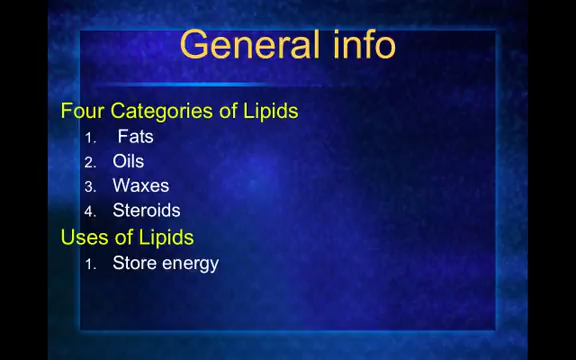 General info
Four Categories of Lipids
1. Fats
2. Oils
3. Waxes
4. Steroids
Uses of Lipids
1. Store energy